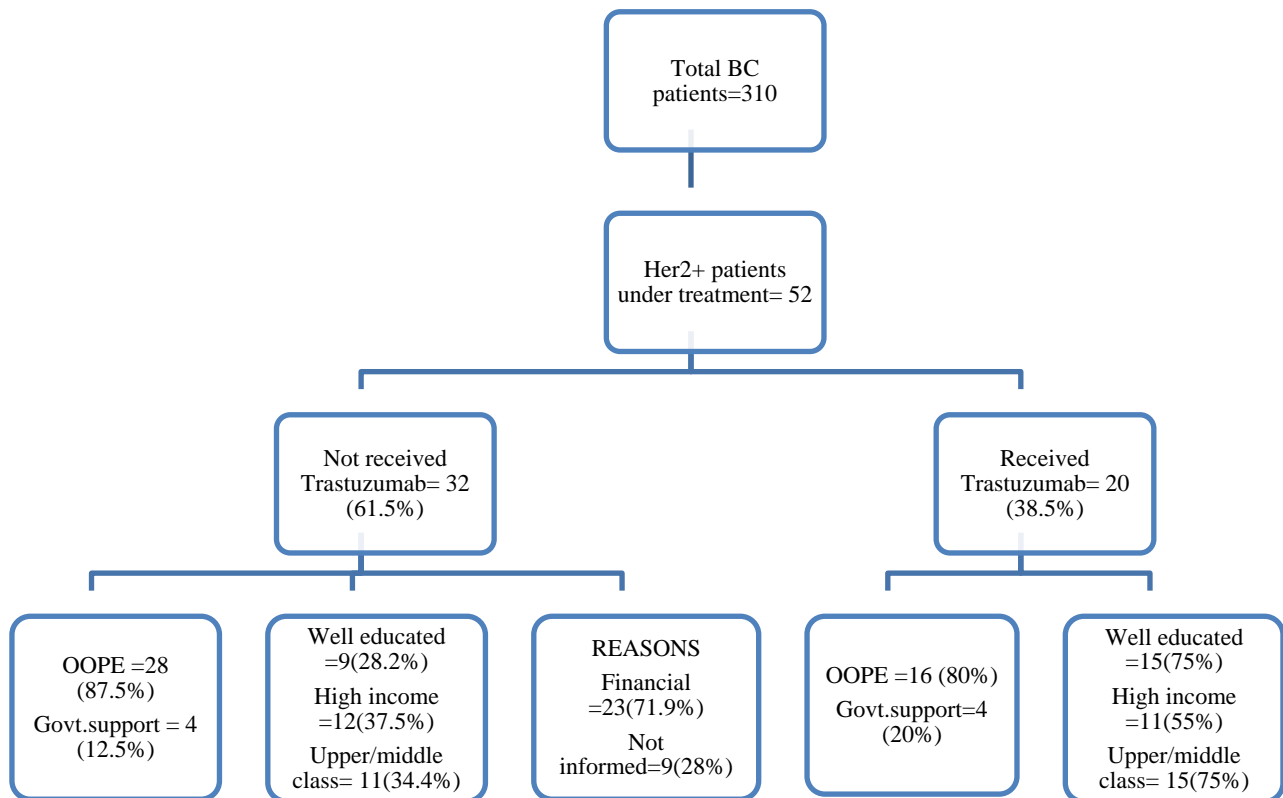 Total BC
patients=310
Her2+ patients
under treatment= 52
Not received
Trastuzumab= 32
(61.5%)
Received
Trastuzumab= 20
(38.5%)
OOPE =28
(87.5%)
Govt.support = 4
(12.5%)
Well educated
=9(28.2%)
High income
=12(37.5%)
Upper/middle
class= 11(34.4%)
REASONS
Financial
=23(71.9%)
Not
informed=9(28%)
OOPE =16 (80%)
Govt.support=4
(20%)
Well educated
=15(75%)
High income
=11(55%)
Upper/middle
class= 15(75%)